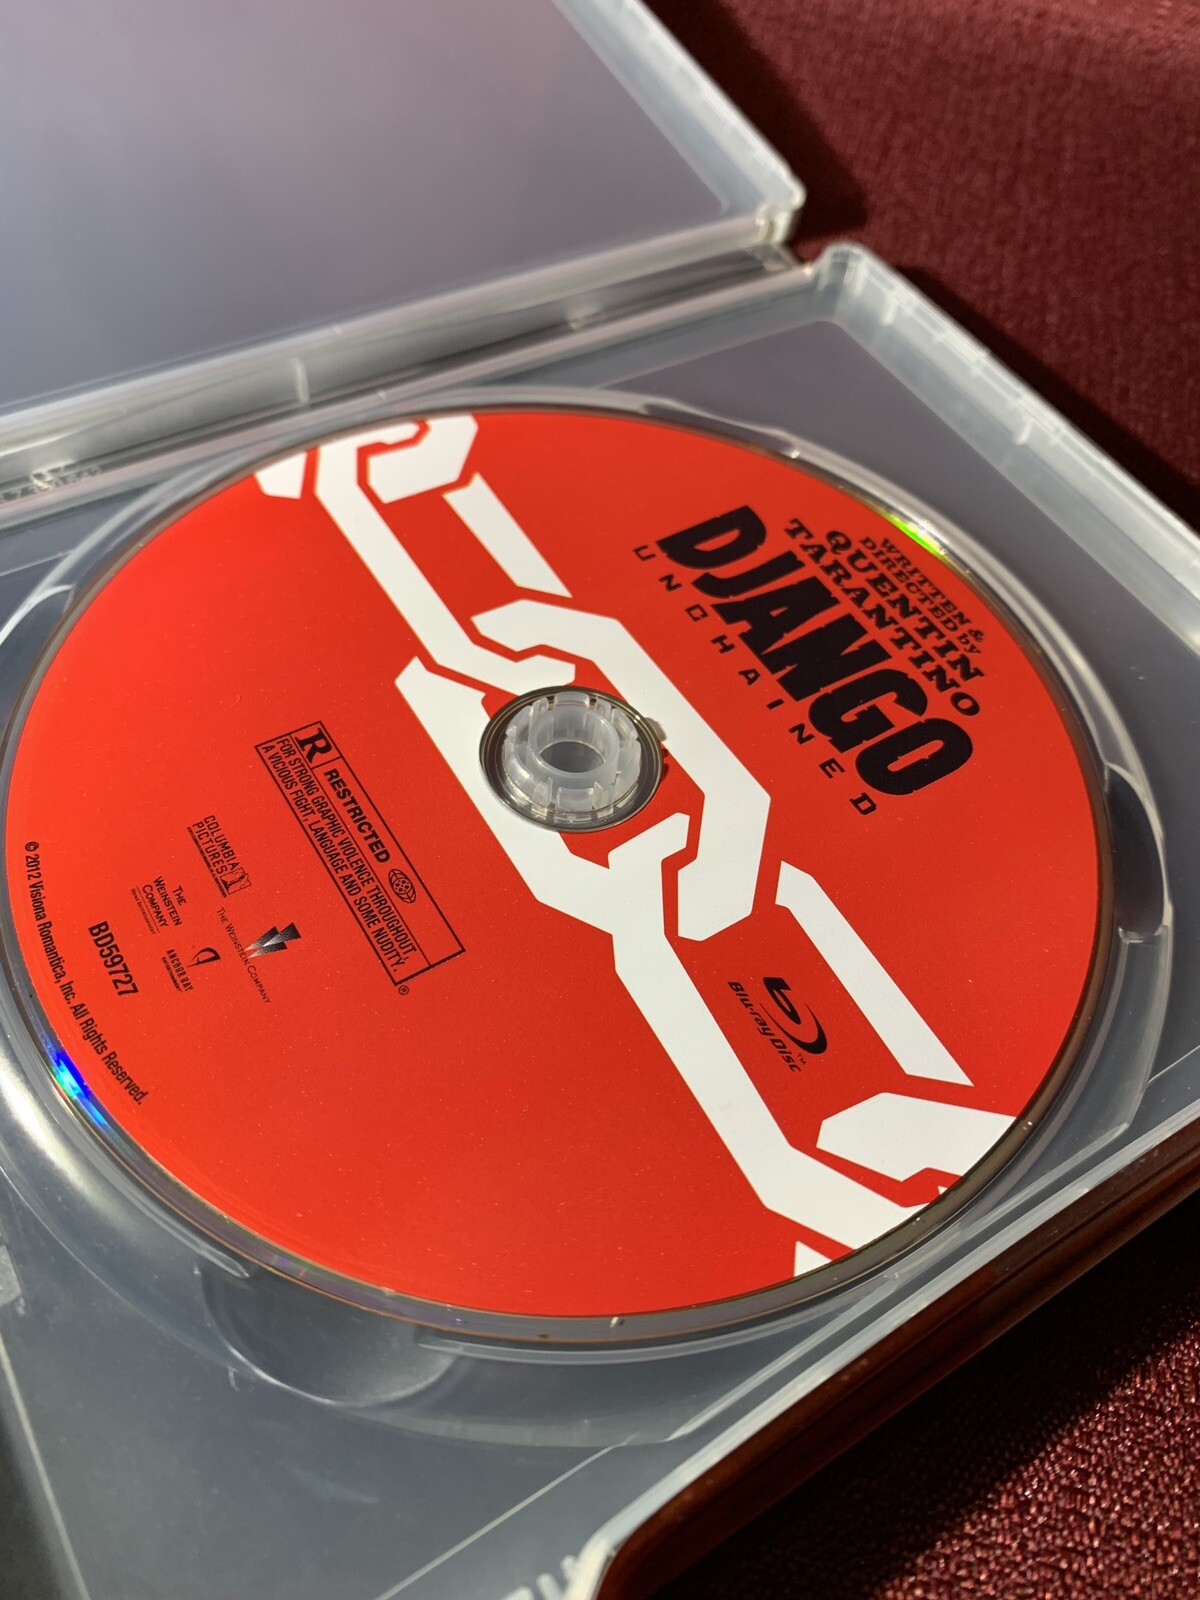 WRITTEN &
DIRECTED by
QUENTIN
TARANTINO
DJANGO
UNCHAINED
Blu-ray Disc™
R RESTRICTED
FOR STRONG GRAPHIC VIOLENCE THROUGHOUT,
A VICIOUS FIGHT, LANGUAGE AND SOME NUDITY.
®
COLUMBIA
PICTURES
THE WEINSTEIN COMPANY
THE
WEINSTEIN
COMPANY
ANCHOR BAY
BD59727
© 2012 Visiona Romantica, Inc. All Rights Reserved.